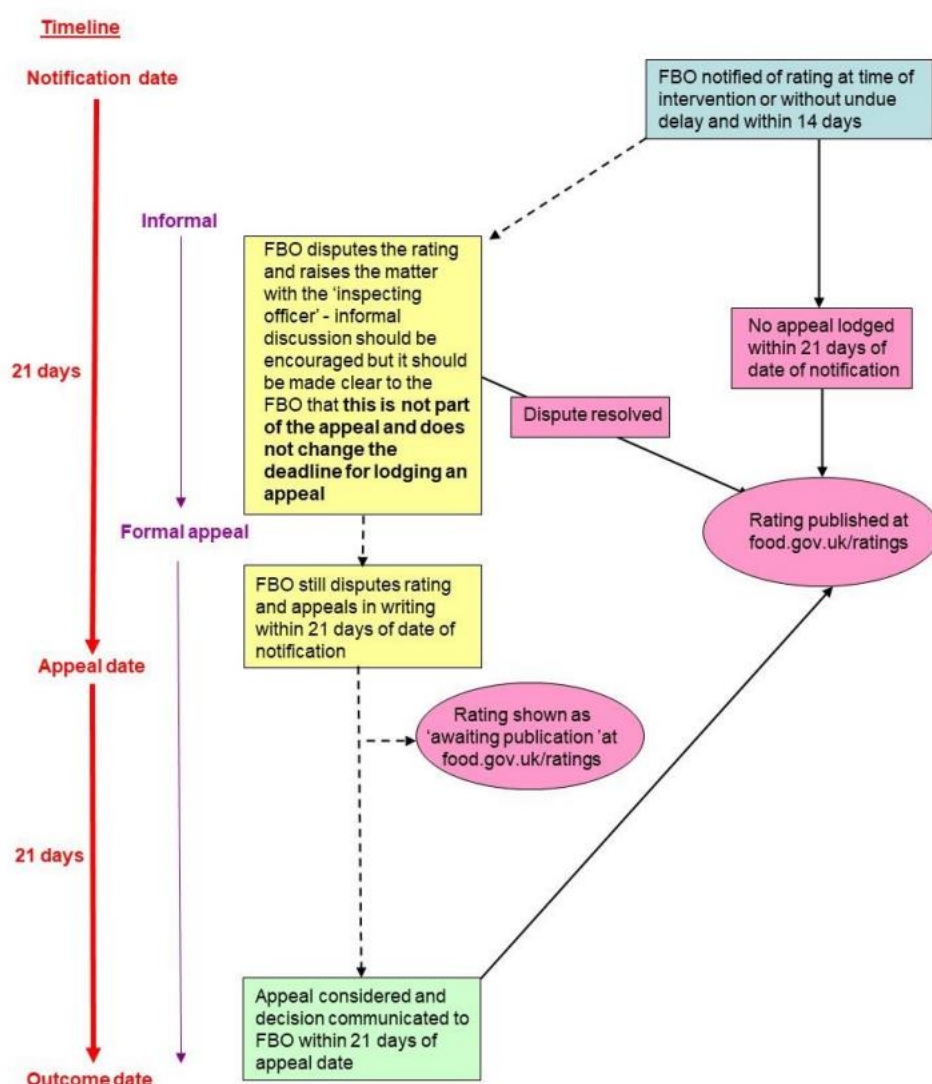 Timeline
Notification date
FBO notified of rating at time of
intervention or without undue
delay and within 14 days
Informal
FBO disputes the rating
and raises the matter
with the ‘inspecting
officer’ - informal
discussion should be
encouraged but it should
be made clear to the
FBO that this is not part
of the appeal and does
not change the
deadline for lodging an
appeal
No appeal lodged
within 21 days of
date of notification
21 days
Dispute resolved
Rating published at
food.gov.uk/ratings
Formal appeal
FBO still disputes rating
and appeals in writing
within 21 days of date of
notification
Appeal date
Rating shown as
‘awaiting publication ’at
food.gov.uk/ratings
21 days
Appeal considered and
decision communicated to
FBO within 21 days of
appeal date
Outcome date